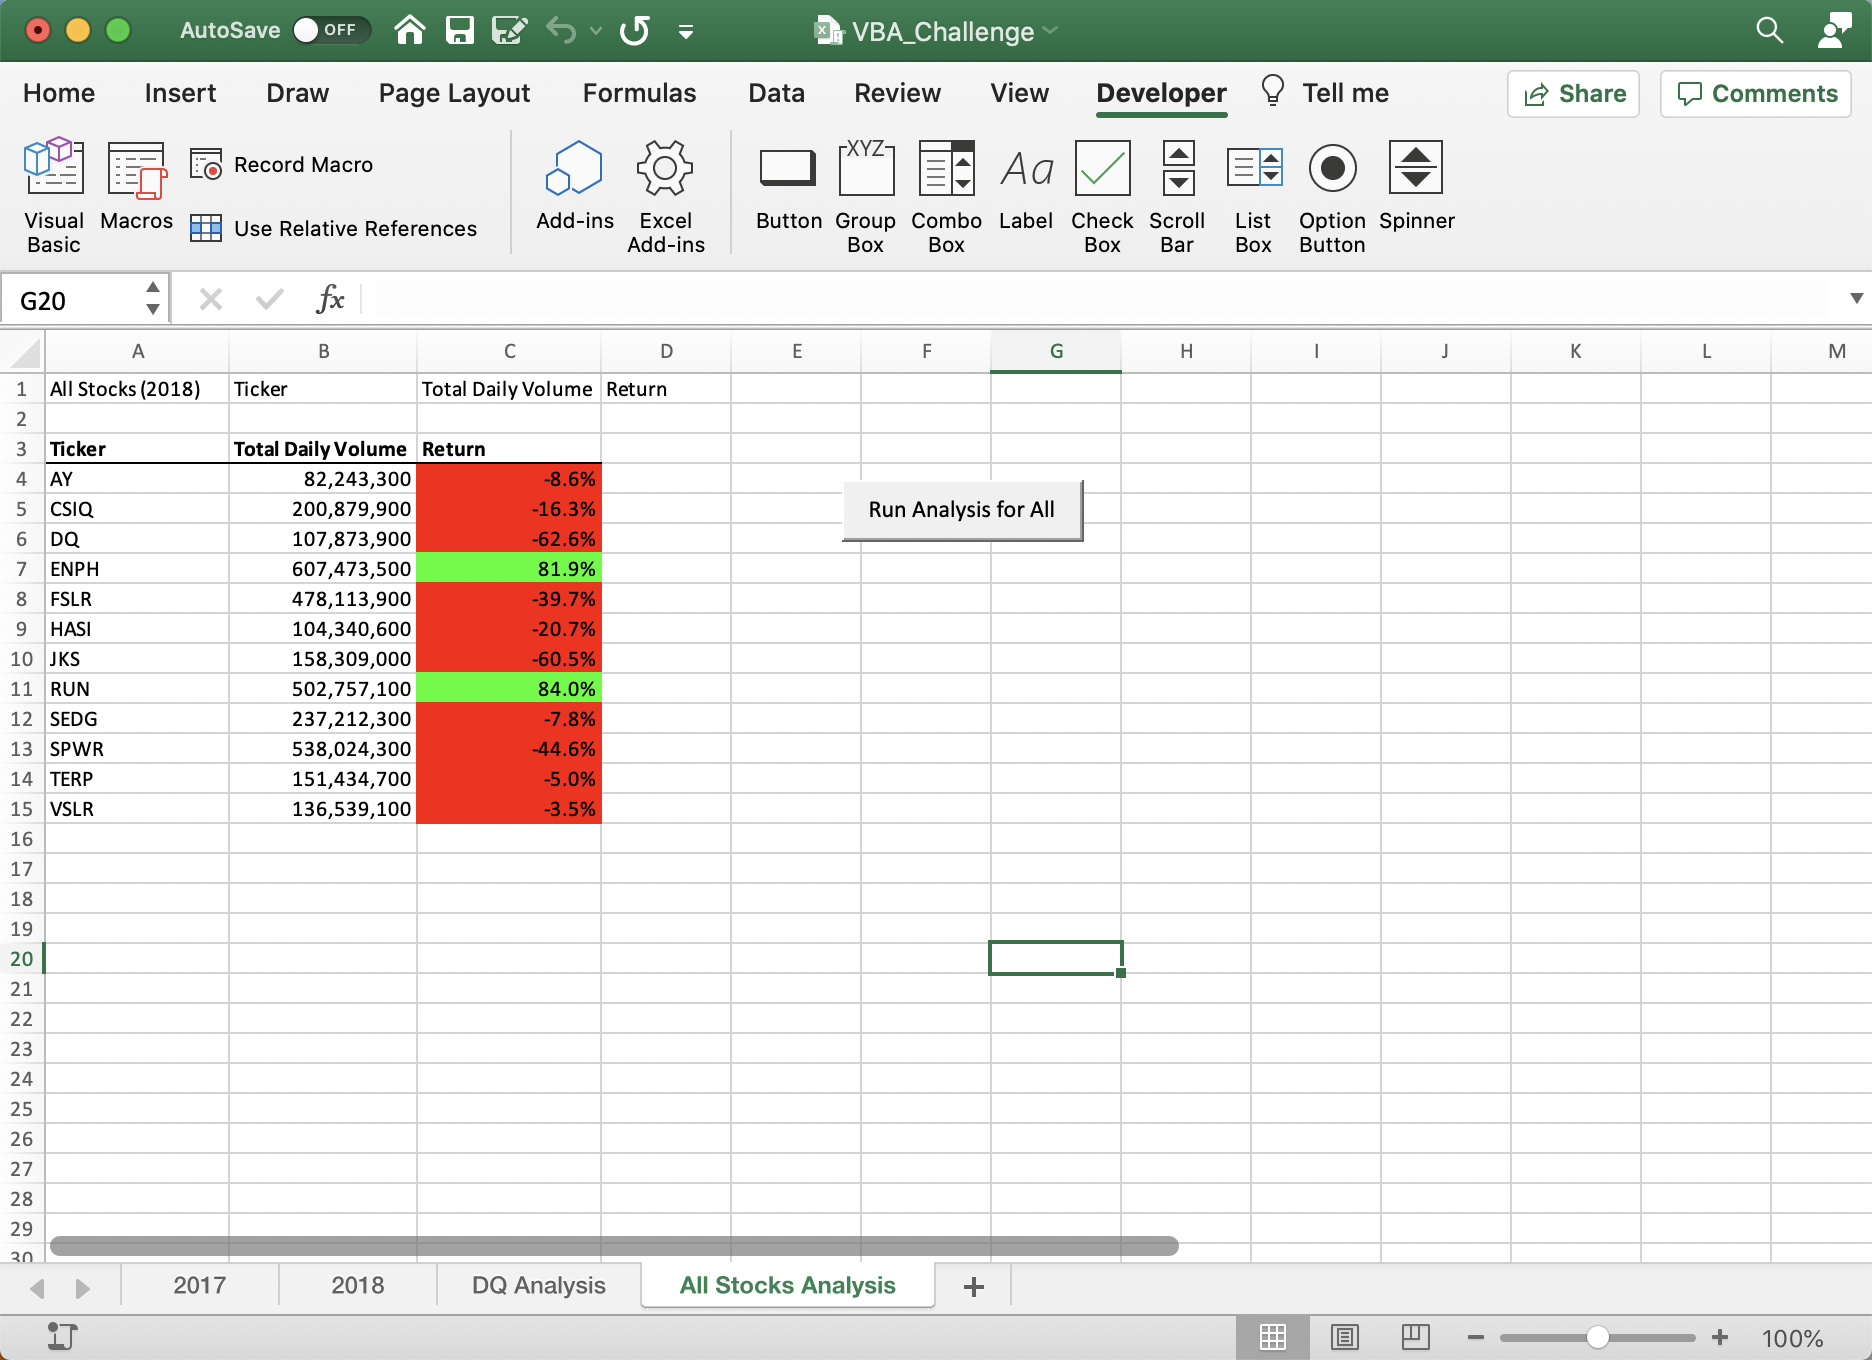 AutoSave OFF VBA_Challenge
Home Insert Draw Page Layout Formulas Data Review View Developer Tell me Share Comments
Visual Basic
Macros
Record Macro
Use Relative References
Add-ins
Excel Add-ins
Button
XYZ
Group Box
Combo Box
Aa
Label
Check Box
Scroll Bar
List Box
Option Button
Spinner
G20 fx
A B C D E F G H I J K L M
1 All Stocks (2018) Ticker Total Daily Volume Return
2
3 Ticker Total Daily Volume Return
4 AY 82,243,300 -8.6%
5 CSIQ 200,879,900 -16.3%
Run Analysis for All
6 DQ 107,873,900 -62.6%
7 ENPH 607,473,500 81.9%
8 FSLR 478,113,900 -39.7%
9 HASI 104,340,600 -20.7%
10 JKS 158,309,000 -60.5%
11 RUN 502,757,100 84.0%
12 SEDG 237,212,300 -7.8%
13 SPWR 538,024,300 -44.6%
14 TERP 151,434,700 -5.0%
15 VSLR 136,539,100 -3.5%
16
17
18
19
20
21
22
23
24
25
26
27
28
29
30
2017 2018 DQ Analysis All Stocks Analysis +
100%